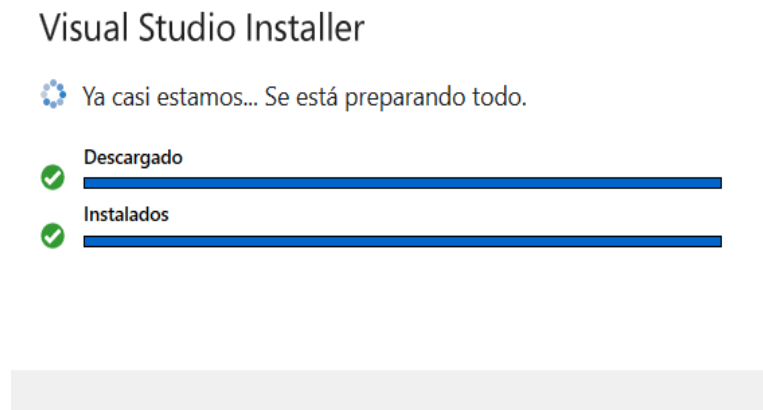 Visual Studio Installer
Ya casi estamos... Se está preparando todo.
Descargado
Instalados